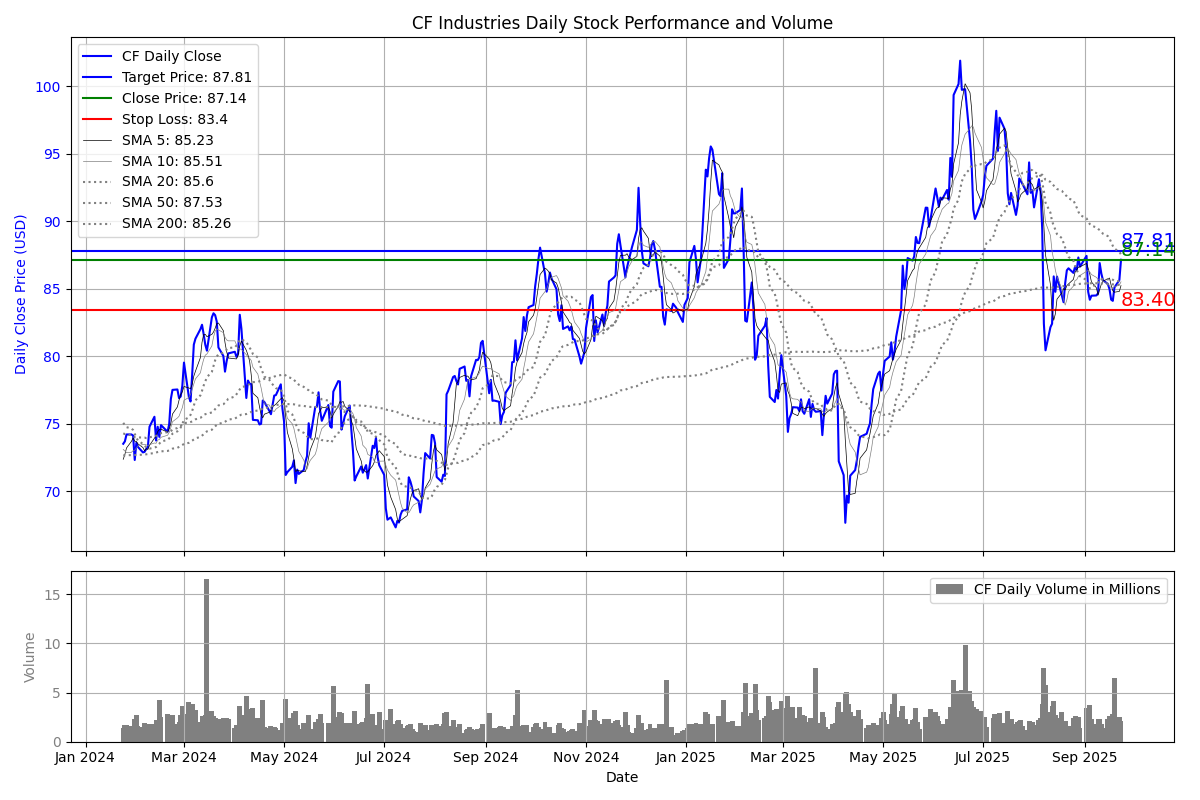 CF Industries Daily Stock Performance and Volume
CF Daily Close
Target Price: 87.81
Close Price: 87.14
Stop Loss: 83.4
SMA 5: 85.23
SMA 10: 85.51
SMA 20: 85.6
SMA 50: 87.53
SMA 200: 85.26
Daily Close Price (USD)
100
95
90
85
80
75
70
87.81
87.14
83.40
CF Daily Volume in Millions
Volume
15
10
5
0
Jan 2024
Mar 2024
May 2024
Jul 2024
Sep 2024
Nov 2024
Jan 2025
Mar 2025
May 2025
Jul 2025
Sep 2025
Date